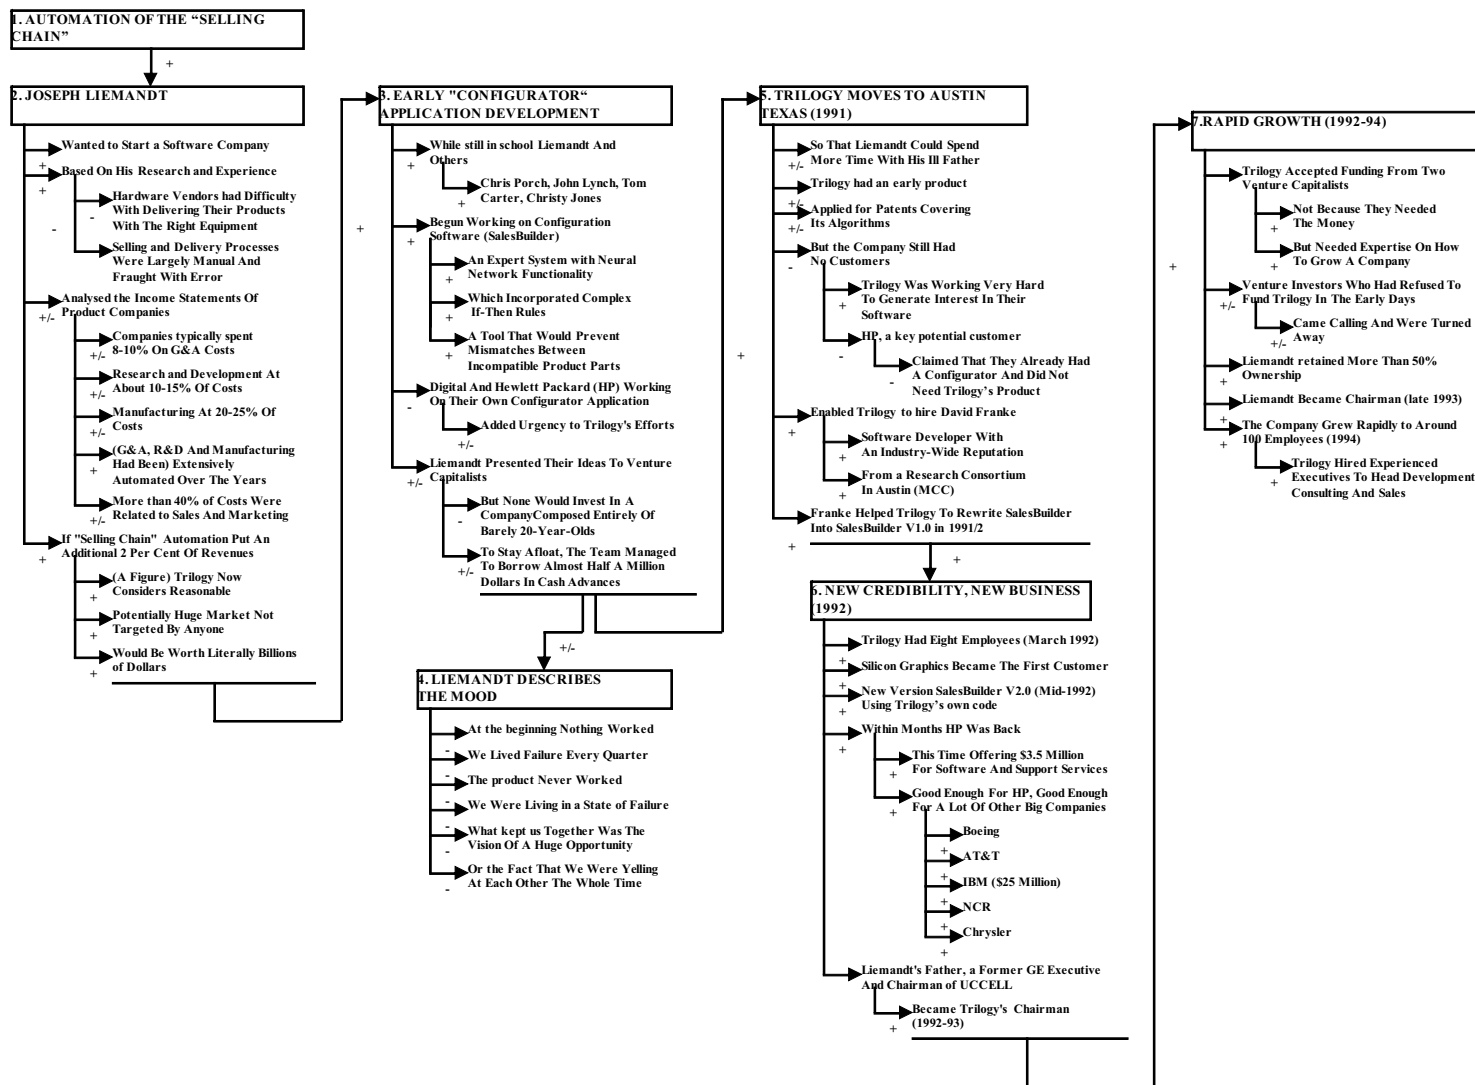 1. AUTOMATION OF THE “SELLING
CHAIN”
+
2. JOSEPH LIEMANDT
Wanted to Start a Software Company
+
Based On His Research and Experience
+
Hardware Vendors had Difficulty
With Delivering Their Products
With The Right Equipment
-
-
Selling and Delivery Processes
Were Largely Manual And
Fraught With Error
Analysed the Income Statements Of
Product Companies
+/-
Companies typically spent
8-10% On G&A Costs
+/-
Research and Development At
About 10-15% Of Costs
+/-
Manufacturing At 20-25% Of
Costs
+/-
(G&A, R&D And Manufacturing
Had Been) Extensively
Automated Over The Years
+
More than 40% of Costs Were
Related to Sales And Marketing
+/-
If "Selling Chain" Automation Put An
Additional 2 Per Cent Of Revenues
+
(A Figure) Trilogy Now
Considers Reasonable
+
Potentially Huge Market Not
Targeted By Anyone
+
Would Be Worth Literally Billions
of Dollars
+
+
3. EARLY "CONFIGURATOR“
APPLICATION DEVELOPMENT
While still in school Liemandt And
Others
+
Chris Porch, John Lynch, Tom
Carter, Christy Jones
+
Begun Working on Configuration
Software (SalesBuilder)
+
An Expert System with Neural
Network Functionality
+
Which Incorporated Complex
If-Then Rules
+
A Tool That Would Prevent
Mismatches Between
Incompatible Product Parts
+
Digital And Hewlett Packard (HP) Working
On Their Own Configurator Application
-
Added Urgency to Trilogy's Efforts
+/-
Liemandt Presented Their Ideas To Venture
Capitalists
+/-
But None Would Invest In A
CompanyComposed Entirely Of
Barely 20-Year-Olds
-
To Stay Afloat, The Team Managed
To Borrow Almost Half A Million
Dollars In Cash Advances
+/-
+/-
4. LIEMANDT DESCRIBES
THE MOOD
At the beginning Nothing Worked
-
We Lived Failure Every Quarter
-
The product Never Worked
-
We Were Living in a State of Failure
-
What kept us Together Was The
Vision Of A Huge Opportunity
-
Or the Fact That We Were Yelling
At Each Other The Whole Time
-
+
5. TRILOGY MOVES TO AUSTIN
TEXAS (1991)
So That Liemandt Could Spend
More Time With His Ill Father
+/-
Trilogy had an early product
+/-
Applied for Patents Covering
Its Algorithms
+/-
But the Company Still Had
No Customers
-
Trilogy Was Working Very Hard
To Generate Interest In Their
Software
+
HP, a key potential customer
-
Claimed That They Already Had
A Configurator And Did Not
Need Trilogy's Product
-
Enabled Trilogy to hire David Franke
+
Software Developer With
An Industry-Wide Reputation
+
From a Research Consortium
In Austin (MCC)
+
Franke Helped Trilogy To Rewrite SalesBuilder
Into SalesBuilder V1.0 in 1991/2
+
+
6. NEW CREDIBILITY, NEW BUSINESS
(1992)
Trilogy Had Eight Employees (March 1992)
+
Silicon Graphics Became The First Customer
+
New Version SalesBuilder V2.0 (Mid-1992)
Using Trilogy’s own code
+
Within Months HP Was Back
+
This Time Offering $3.5 Million
For Software And Support Services
+
Good Enough For HP, Good Enough
For A Lot Of Other Big Companies
+
Boeing
+
AT&T
+
IBM ($25 Million)
+
NCR
+
Chrysler
+
Liemandt's Father, a Former GE Executive
And Chairman of UCCELL
Became Trilogy's Chairman
(1992-93)
+
+
7.RAPID GROWTH (1992-94)
Trilogy Accepted Funding From Two
Venture Capitalists
+
Not Because They Needed
The Money
+
But Needed Expertise On How
To Grow A Company
+
Venture Investors Who Had Refused To
Fund Trilogy In The Early Days
+/-
Came Calling And Were Turned
Away
+/-
Liemandt retained More Than 50%
Ownership
+
Liemandt Became Chairman (late 1993)
+
The Company Grew Rapidly to Around
100 Employees (1994)
+
Trilogy Hired Experienced
Executives To Head Development
Consulting And Sales
+